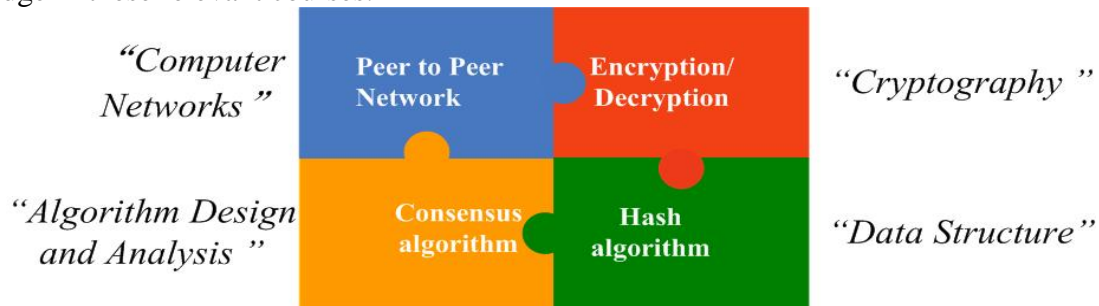 “Computer
Networks”
Peer to Peer
Network
Encryption/
Decryption
“Cryptography ”
“Algorithm Design
and Analysis ”
Consensus
algorithm
Hash
algorithm
“Data Structure”